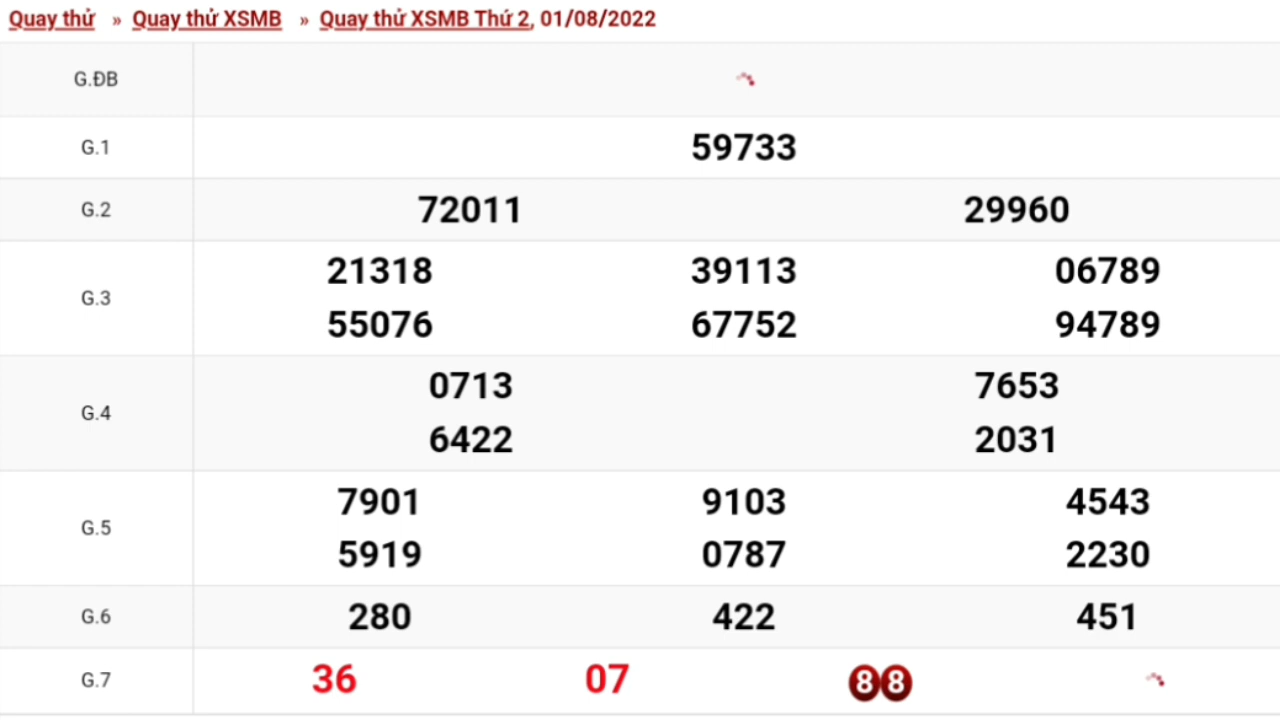 Quay thử » Quay thử XSMB » Quay thử XSMB Thứ 2, 01/08/2022
G.ĐB
G.1 59733
G.2 72011 29960
G.3
21318 39113 06789
55076 67752 94789
G.4
0713 7653
6422 2031
G.5
7901 9103 4543
5919 0787 2230
G.6 280 422 451
G.7 36 07 88